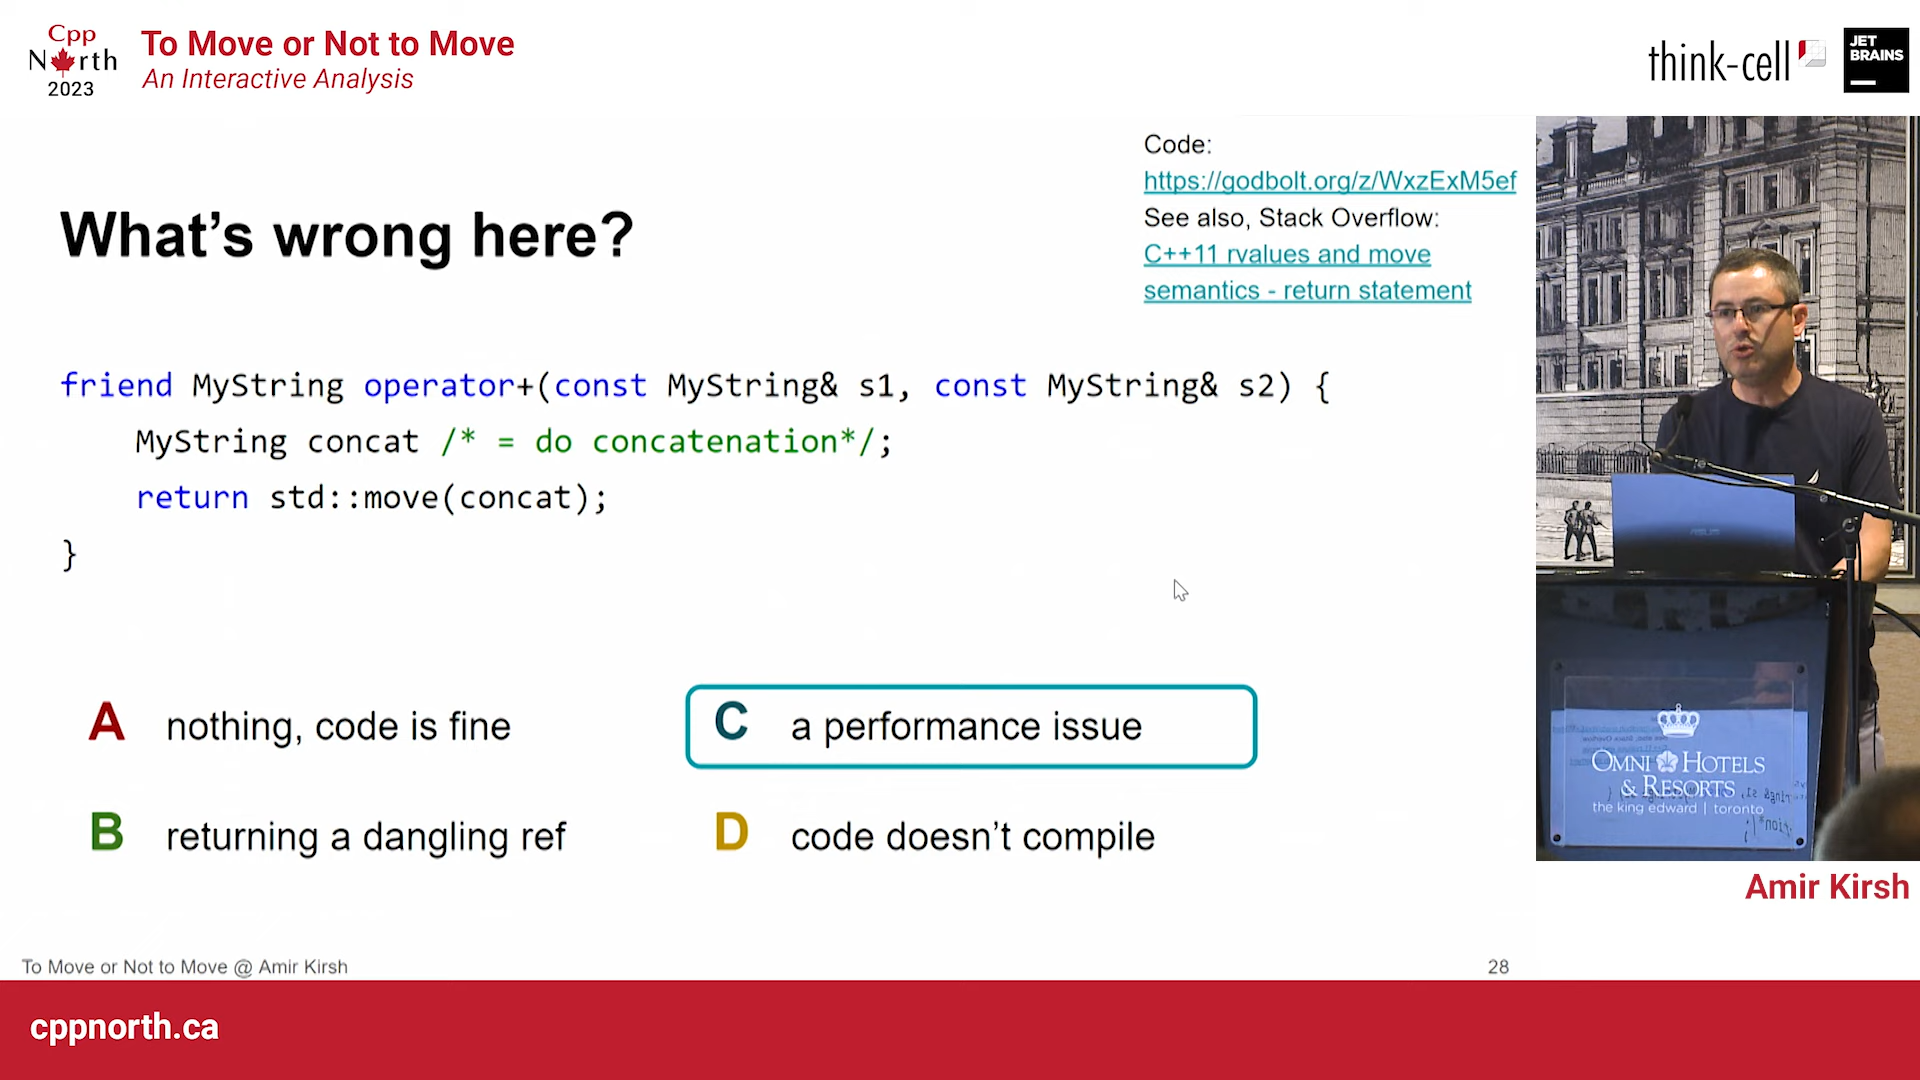 Cpp
North
2023
To Move or Not to Move
An Interactive Analysis
think-cell
JET
BRAINS
Code:
https://godbolt.org/z/WxzExM5ef
See also, Stack Overflow:
C++11 rvalues and move
semantics - return statement
What's wrong here?
friend MyString operator+(const MyString& s1, const MyString& s2) {
MyString concat /* = do concatenation*/;
return std::move(concat);
}
A nothing, code is fine
C a performance issue
B returning a dangling ref
D code doesn't compile
ASUS
OMNI HOTELS
& RESORTS
the king edward | toronto
Amir Kirsh
To Move or Not to Move @ Amir Kirsh
28
cppnorth.ca